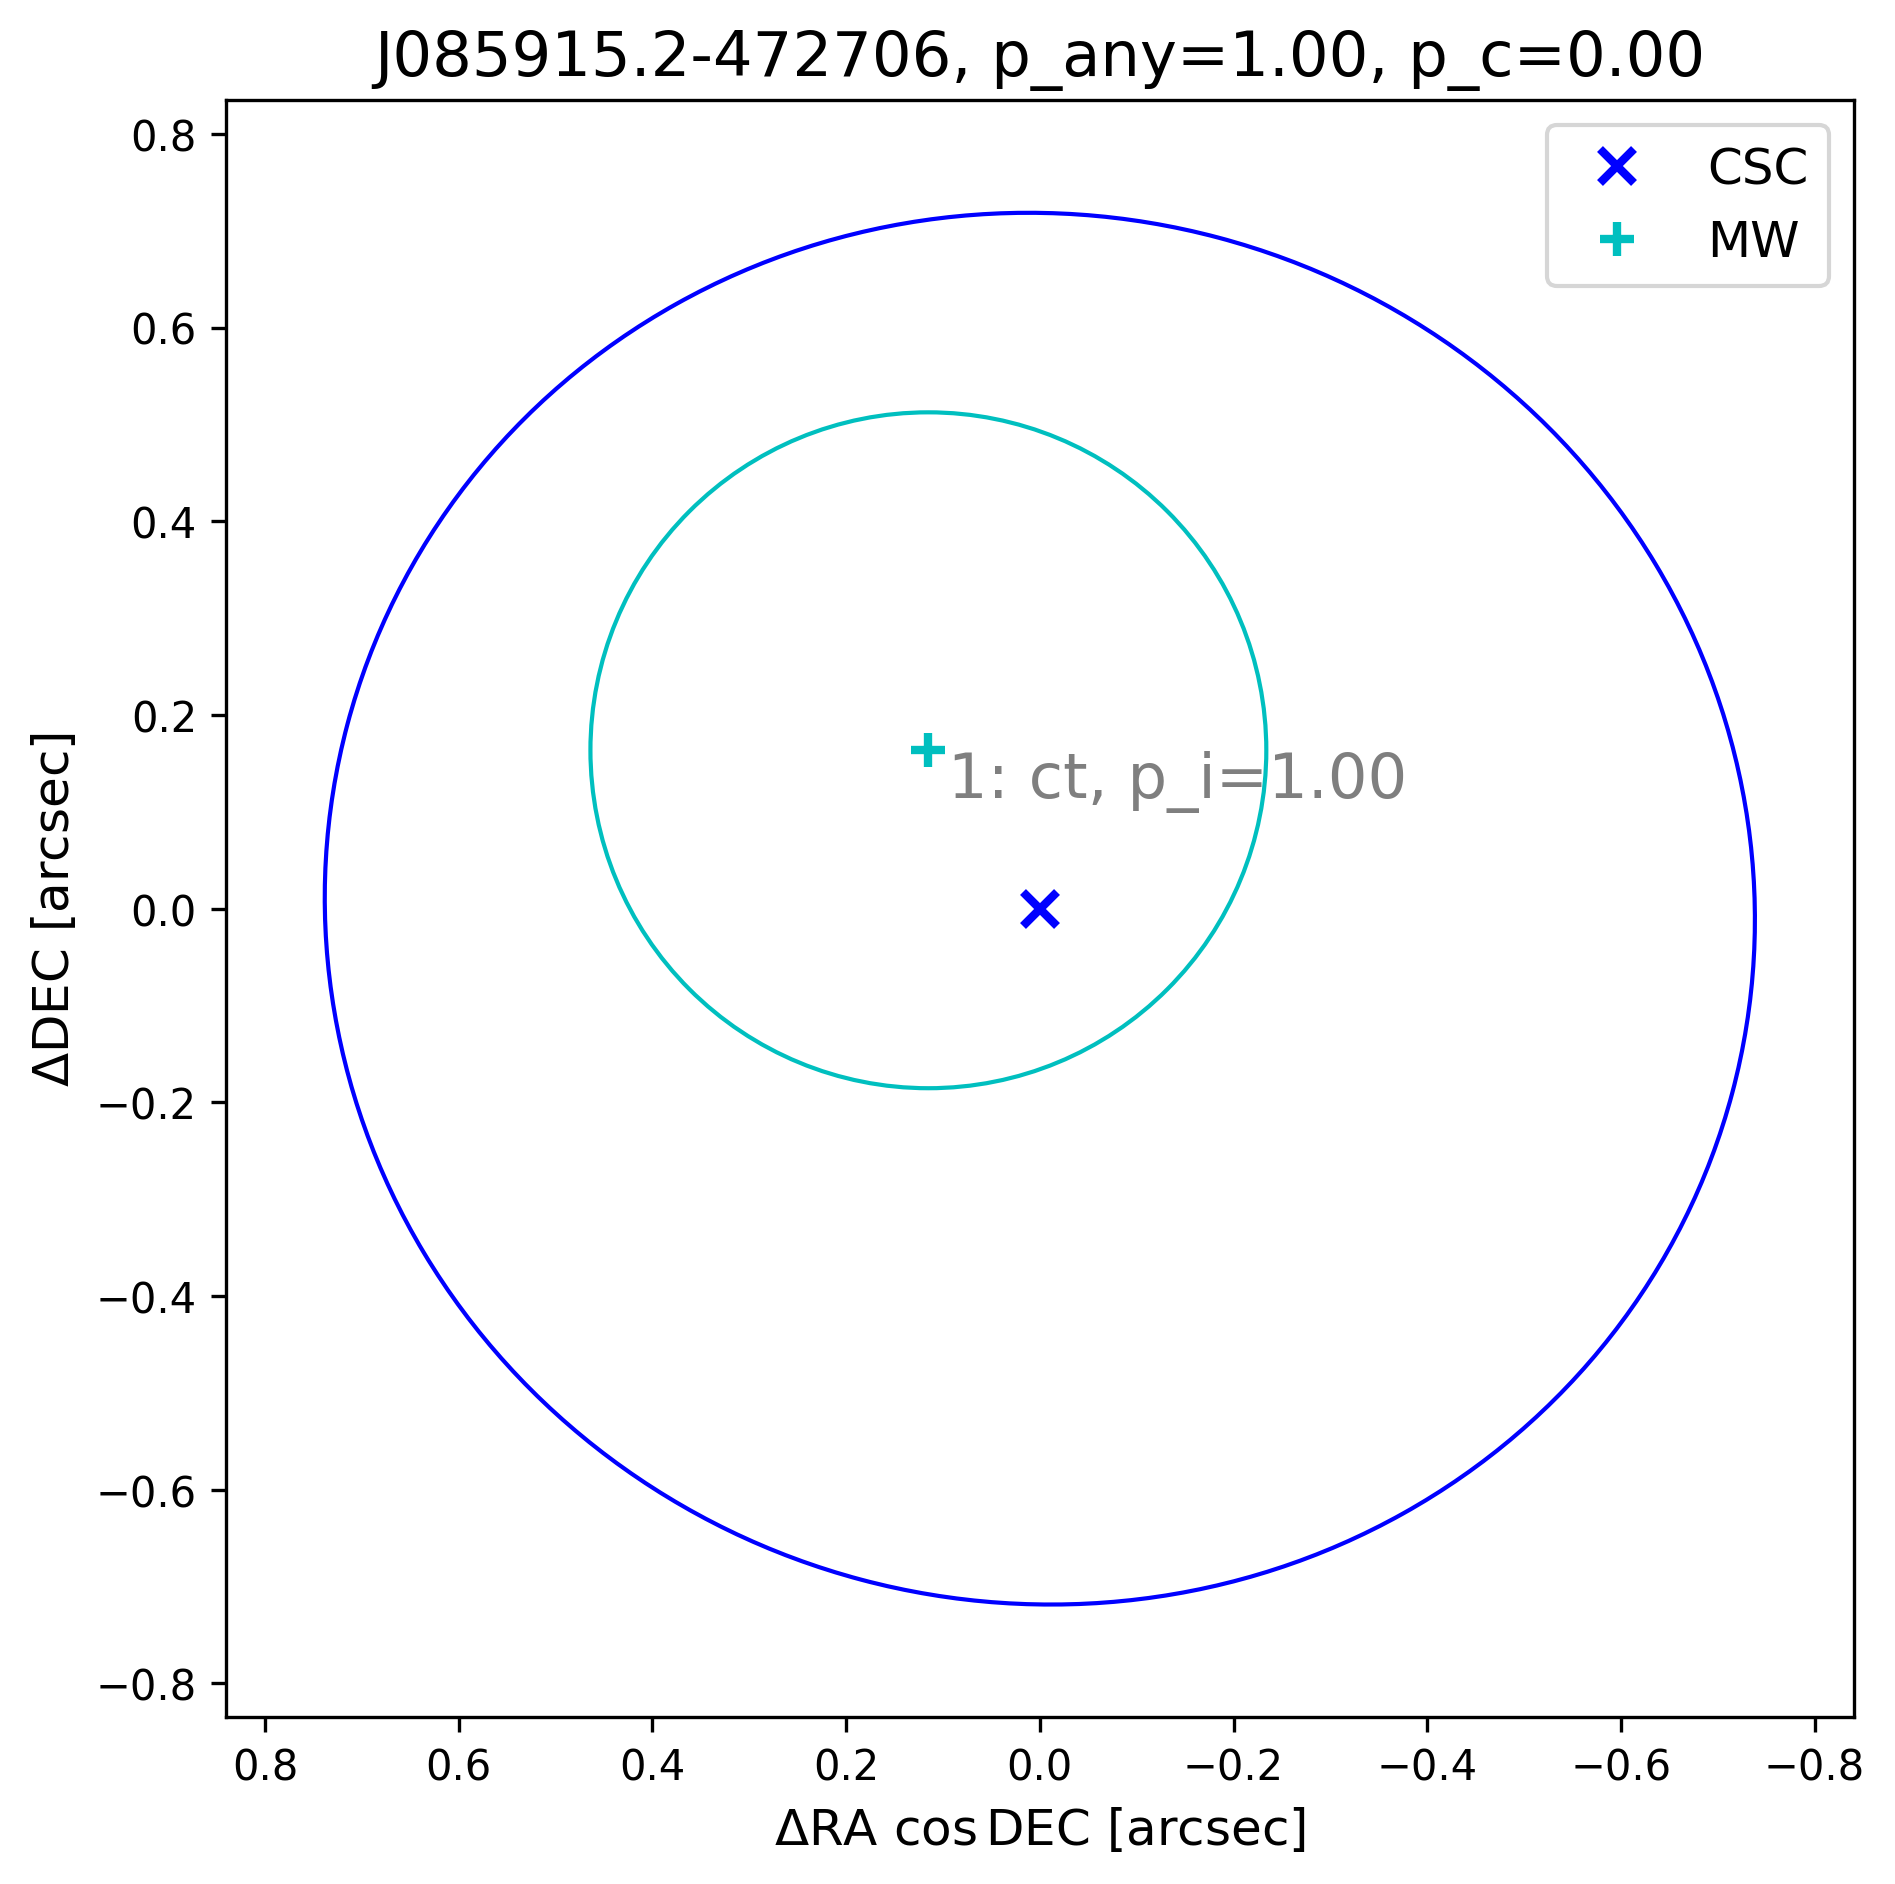 J085915.2-472706, p_any=1.00, p_c=0.00
CSC
MW
1: ct, p_i=1.00
ΔDEC [arcsec]
0.8
0.6
0.4
0.2
0.0
−0.2
−0.4
−0.6
−0.8
0.8 0.6 0.4 0.2 0.0 −0.2 −0.4 −0.6 −0.8
ΔRA cos DEC [arcsec]